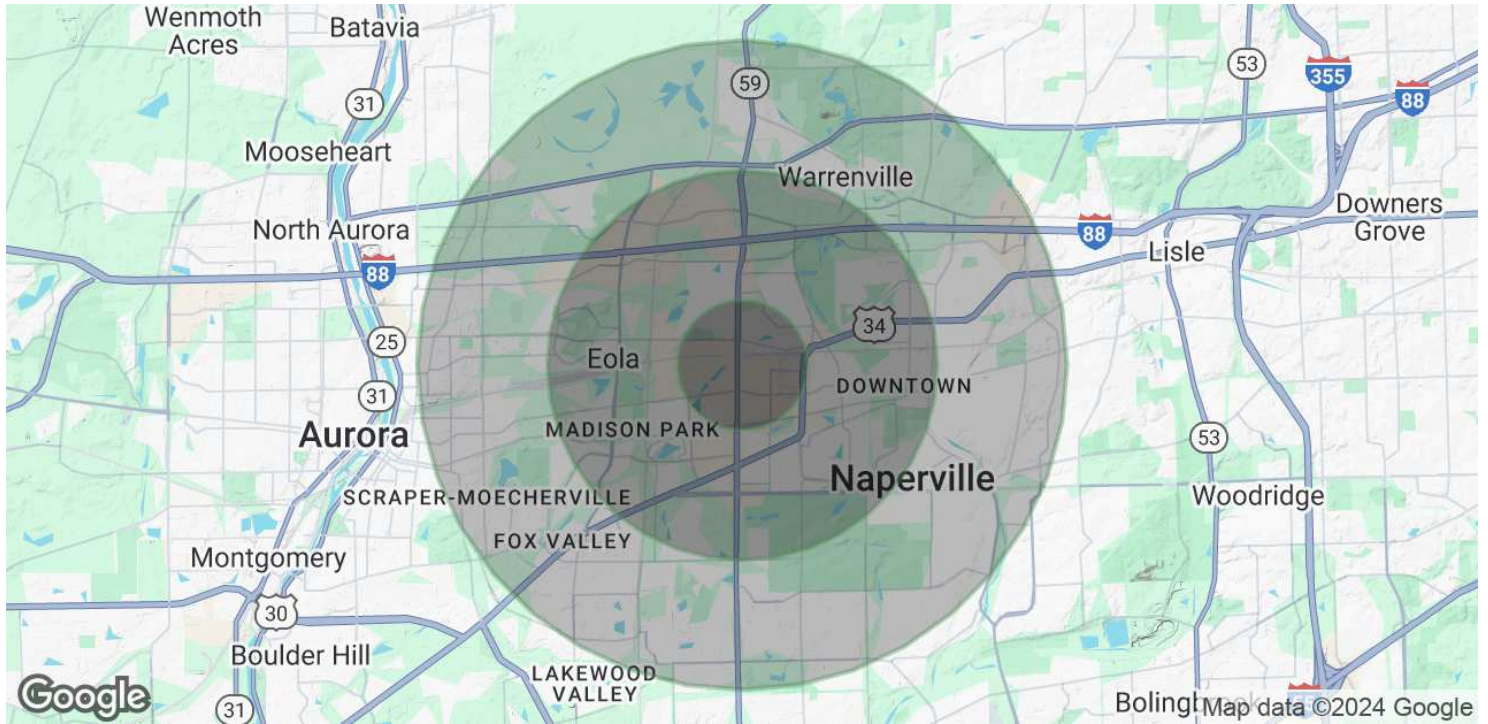 Wenmoth
Acres
Batavia
53
59
355
88
31
Mooseheart
Warrenville
Downers
Grove
North Aurora
88
88
Lisle
34
25
Eola
DOWNTOWN
31
MADISON PARK
Aurora
53
Naperville
SCRAPER-MOECHERVILLE
Woodridge
FOX VALLEY
Montgomery
30
Boulder Hill
LAKEWOOD
VALLEY
Google
31
Map data ©2024 Google